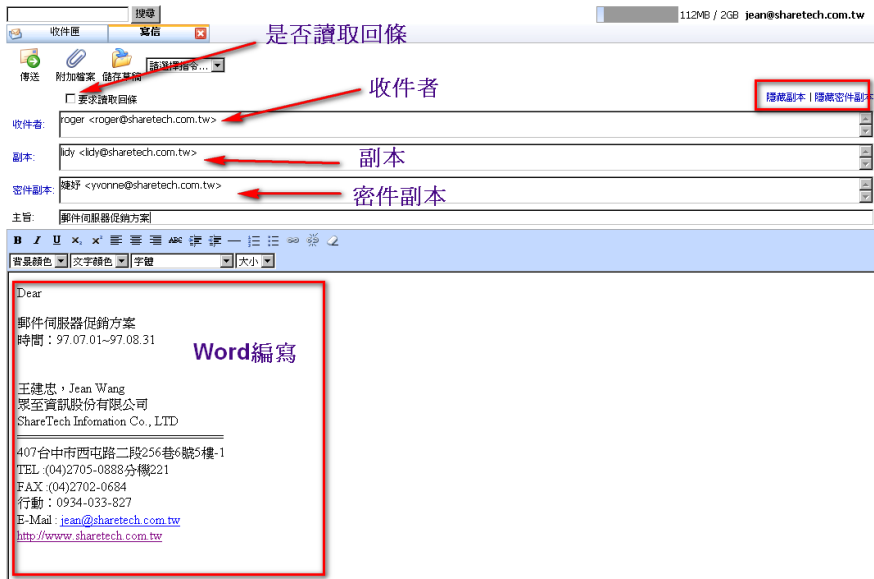 搜尋
112MB / 2GB jean@sharetech.com.tw
收件匣 寫信
是否讀取回條
傳送 附加檔案 儲存草稿 請選擇指令...
要求讀取回條
收件者
隱藏副本 | 隱藏密件副本
收件者: roger <roger@sharetech.com.tw>
副本: lidy <lidy@sharetech.com.tw>
副本
密件副本: 婕妤 <yvonne@sharetech.com.tw>
密件副本
主旨: 郵件伺服器促銷方案
B I U X₂ X² ABC
背景顏色 文字顏色 字體 大小
Dear
郵件伺服器促銷方案
時間：97.07.01~97.08.31
Word編寫
王建忠，Jean Wang
眾至資訊股份有限公司
ShareTech Infomation Co., LTD
407台中市西屯路二段256巷6號5樓-1
TEL :(04)2705-0888分機221
FAX :(04)2702-0684
行動：0934-033-827
E-Mail : jean@sharetech.com.tw
http://www.sharetech.com.tw